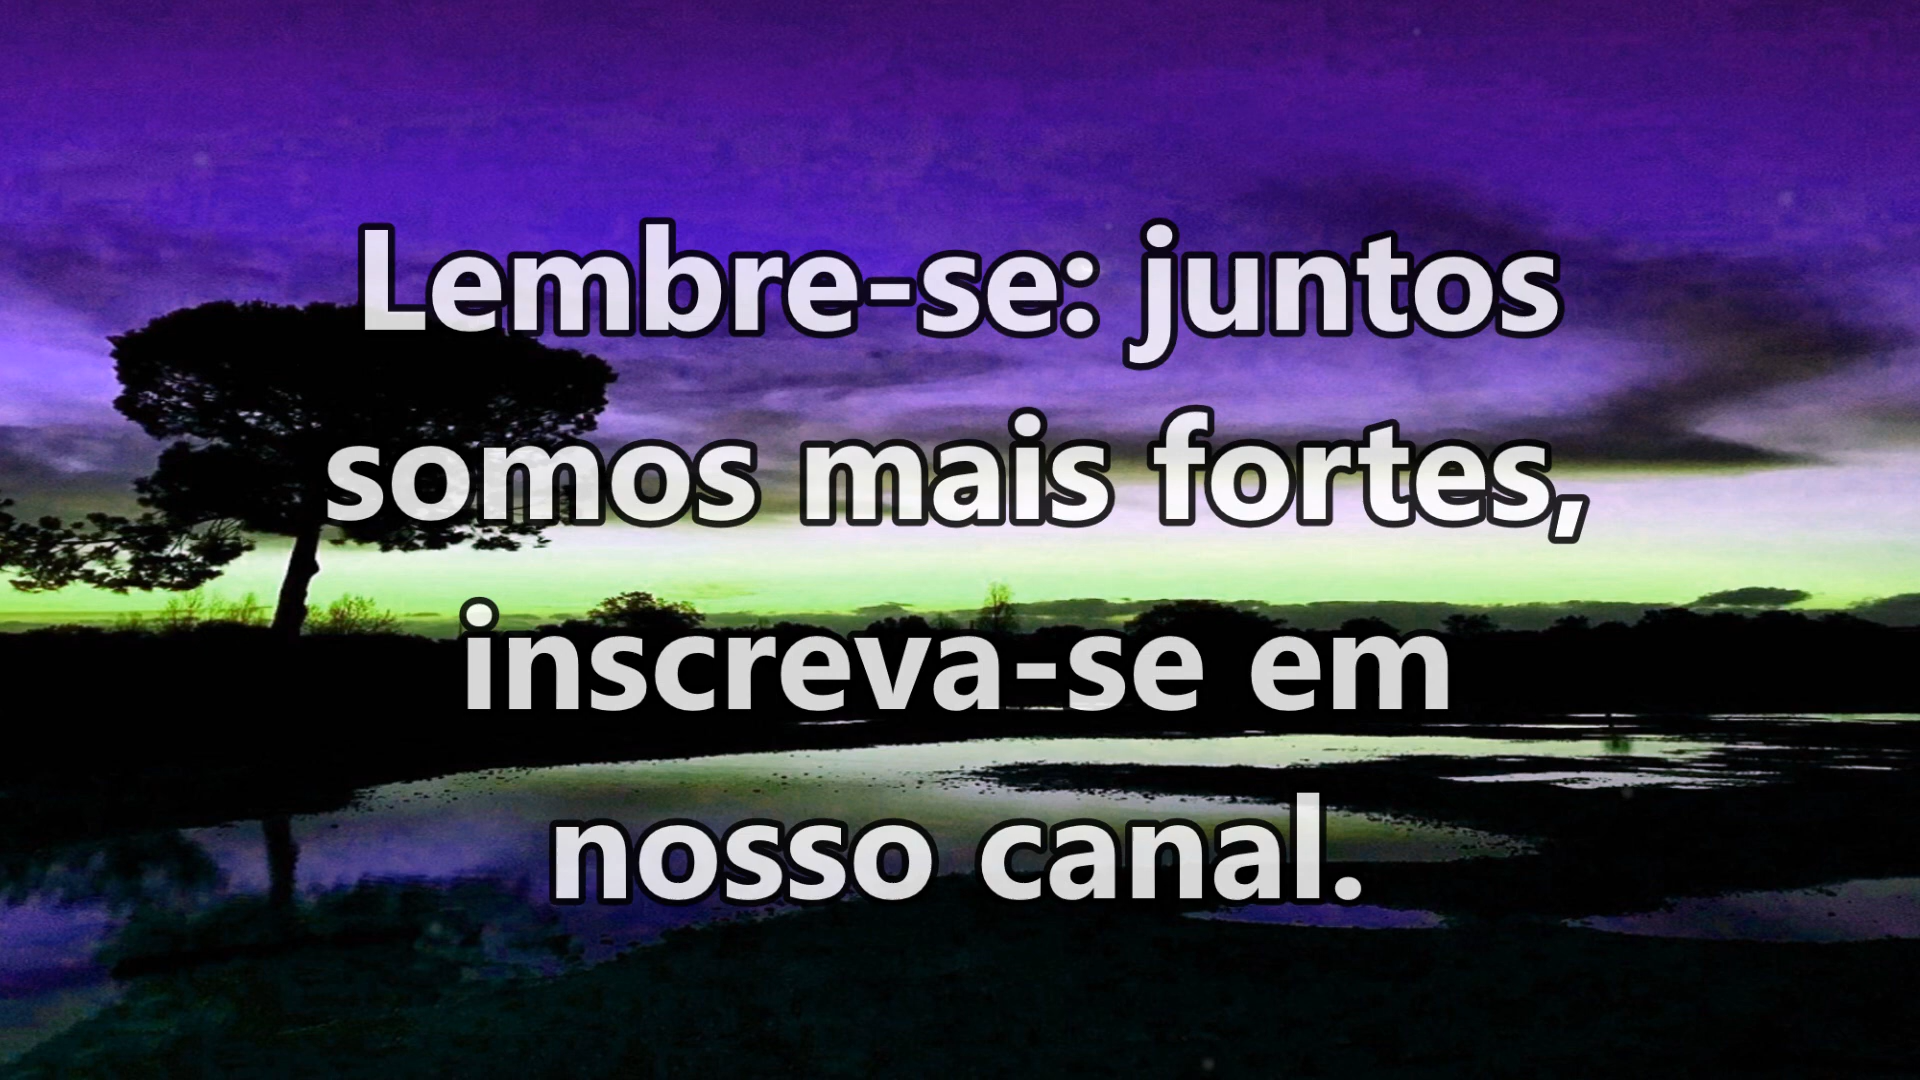 Lembre-se: juntos
somos mais fortes,
inscreva-se em
nosso canal.